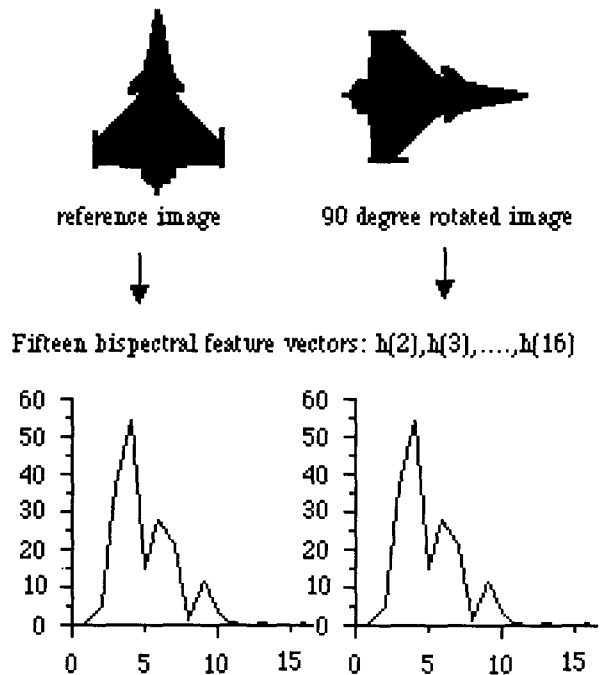 reference image
90 degree rotated image
Fifteen bispectral feature vectors: h(2),h(3),....,h(16)
60
50
40
30
20
10
0
0 5 10 15
60
50
40
30
20
10
0
0 5 10 15